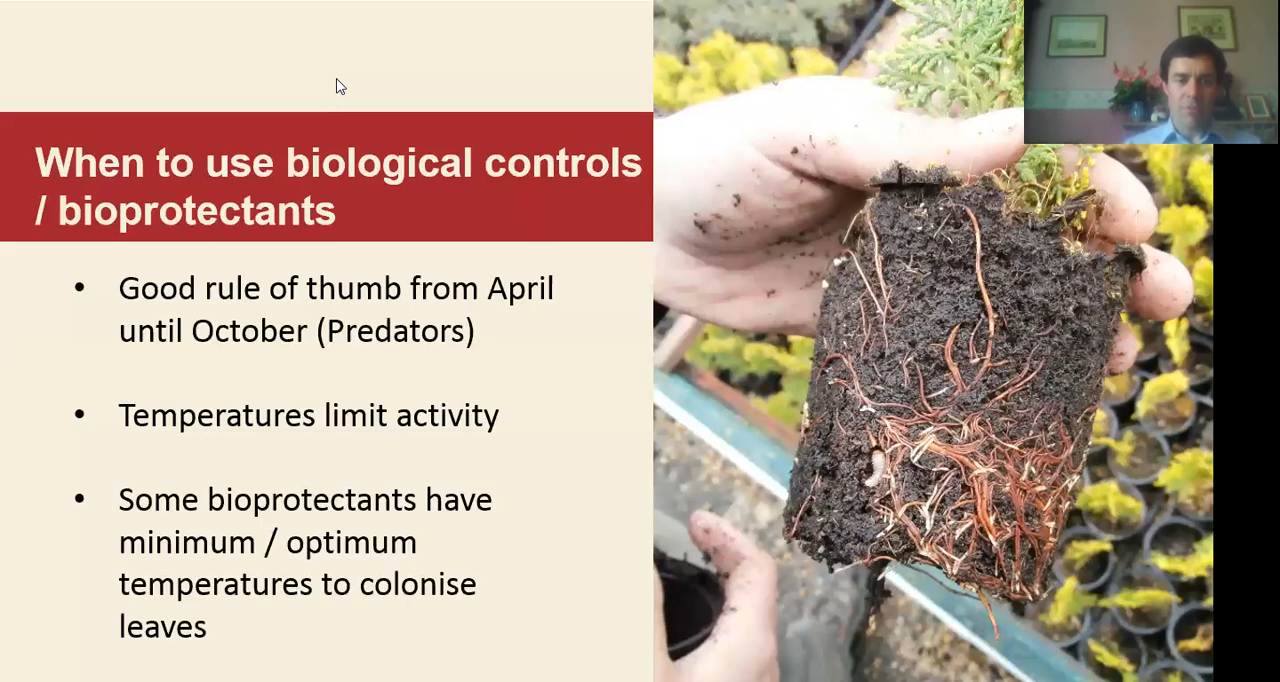 When to use biological controls
/ bioprotectants
• Good rule of thumb from April
until October (Predators)
• Temperatures limit activity
• Some bioprotectants have
minimum / optimum
temperatures to colonise
leaves